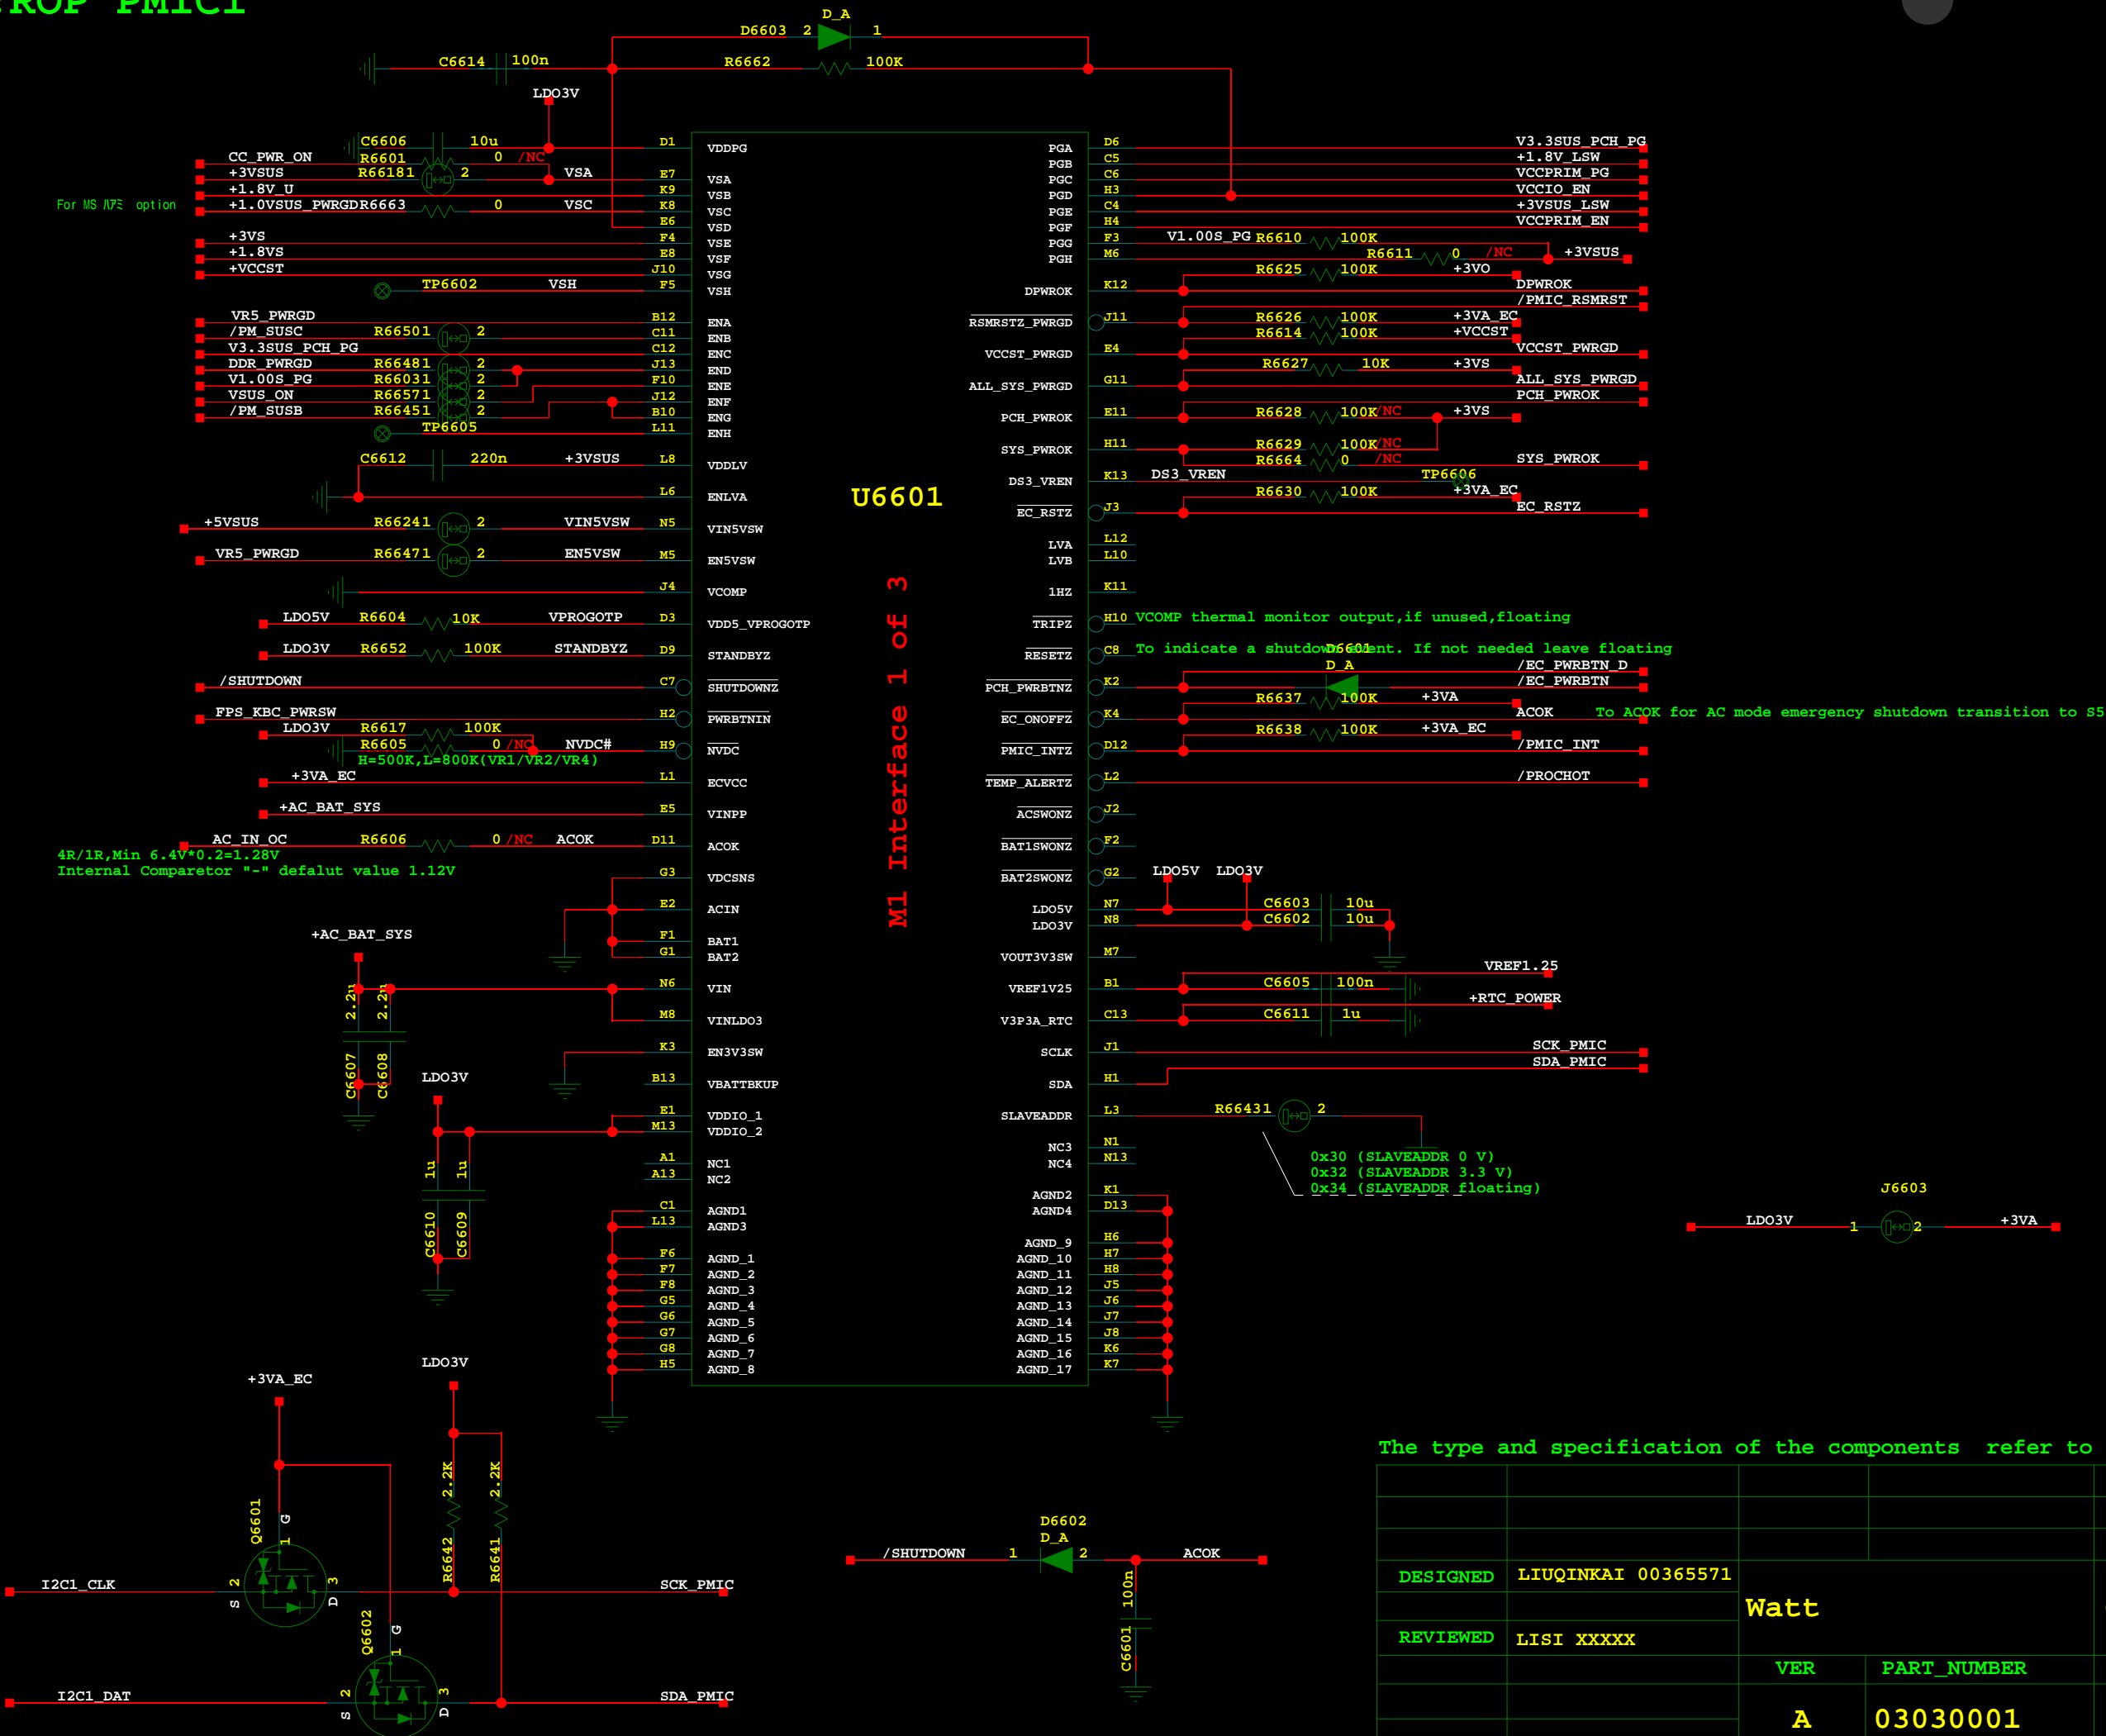 PMIC1
D_A
D6603 2 1
C6614 100n R6662 100K
LDO3V
C6606 10u D1 VDDPG
CC_PWR_ON R6601 0 /NC
+3VSUS R66181 2 VSA E7 VSA
+1.8V_U K9 VSB
For MS option
+1.0VSUS_PWRGD R6663 0 VSC K8 VSC
E6 VSD
+3VS F4 VSE
+1.8VS E8 VSF
+VCCST J10 VSG
TP6602 VSH F5 VSH
VR5_PWRGD B12 ENA
/PM_SUSC R66501 2 C11 ENB
V3.3SUS_PCH_PG C12 ENC
DDR_PWRGD R66481 2 J13 END
V1.00S_PG R66031 2 F10 ENE
VSUS_ON R66571 2 J12 ENF
/PM_SUSB R66451 2 B10 ENG
TP6605 L11 ENH
C6612 220n +3VSUS L8 VDDLV
L6 ENLVA
+5VSUS R66241 2 VIN5VSW N5 VIN5VSW
VR5_PWRGD R66471 2 EN5VSW M5 EN5VSW
J4 VCOMP
LDO5V R6604 10K VPROGOTP D3 VDD5_VPROGOTP
LDO3V R6652 100K STANDBYZ D9 STANDBYZ
/SHUTDOWN C7 SHUTDOWNZ
FPS_KBC_PWRSW H2 PWRBTNIN
LDO3V R6617 100K
R6605 0 /NC NVDC# H9 NVDC
H=500K,L=800K(VR1/VR2/VR4)
+3VA_EC L1 ECVCC
+AC_BAT_SYS E5 VINPP
AC_IN_OC R6606 0 /NC ACOK D11 ACOK
4R/1R,Min 6.4V*0.2=1.28V
Internal Comparetor "-" defalut value 1.12V
G3 VDCSNS
E2 ACIN
F1 BAT1
G1 BAT2
+AC_BAT_SYS
N6 VIN
2.2u 2.2u
M8 VINLDO3
C6607 C6608
K3 EN3V3SW
B13 VBATTBKUP
LDO3V
E1 VDDIO_1
M13 VDDIO_2
1u 1u
A1 NC1
A13 NC2
C6610 C6609
C1 AGND1
L13 AGND3
F6 AGND_1
F7 AGND_2
F8 AGND_3
G5 AGND_4
G6 AGND_5
G7 AGND_6
G8 AGND_7
H5 AGND_8
U6601
M1 Interface 1 of 3
PGA D6 V3.3SUS_PCH_PG
PGB C5 +1.8V_LSW
PGC C6 VCCPRIM_PG
PGD H3 VCCIO_EN
PGE C4 +3VSUS_LSW
PGF H4 VCCPRIM_EN
PGG F3 V1.00S_PG R6610 100K
PGH M6 R6611 0 /NC +3VSUS
R6625 100K +3VO
DPWROK K12 DPWROK
/PMIC_RSMRST
RSMRSTZ_PWRGD J11 R6626 100K +3VA_EC
R6614 100K +VCCST
VCCST_PWRGD E4 VCCST_PWRGD
R6627 10K +3VS
ALL_SYS_PWRGD G11 ALL_SYS_PWRGD
PCH_PWROK
PCH_PWROK E11 R6628 100K /NC +3VS
SYS_PWROK H11 R6629 100K /NC
R6664 0 /NC SYS_PWROK
DS3_VREN K13 DS3_VREN TP6606
R6630 100K +3VA_EC
EC_RSTZ J3 EC_RSTZ
LVA L12
LVB L10
1HZ K11
TRIPZ H10 VCOMP thermal monitor output,if unused,floating
RESETZ C8 To indicate a shutdown event. If not needed leave floating
D6601
D_A
/EC_PWRBTN_D
PCH_PWRBTNZ K2 /EC_PWRBTN
R6637 100K +3VA
EC_ONOFFZ K4 ACOK To ACOK for AC mode emergency shutdown transition to S5
R6638 100K +3VA_EC
PMIC_INTZ D12 /PMIC_INT
TEMP_ALERTZ L2 /PROCHOT
ACSWONZ J2
BAT1SWONZ F2
BAT2SWONZ G2
LDO5V LDO3V
LDO5V N7 C6603 10u
LDO3V N8 C6602 10u
VOUT3V3SW M7
VREF1.25
VREF1V25 B1 C6605 100n
+RTC_POWER
V3P3A_RTC C13 C6611 1u
SCLK J1 SCK_PMIC
SDA_PMIC
SDA H1
SLAVEADDR L3 R66431 2
NC3 N1
NC4 N13
0x30 (SLAVEADDR 0 V)
0x32 (SLAVEADDR 3.3 V)
0x34 (SLAVEADDR floating)
AGND2 K1
AGND4 D13
AGND_9 H6
AGND_10 H7
AGND_11 H8
AGND_12 J5
AGND_13 J6
AGND_14 J7
AGND_15 J8
AGND_16 K6
AGND_17 K7
J6603
LDO3V 1 2 +3VA
+3VA_EC
LDO3V
2.2K 2.2K
R6642 R6641
Q6601
G
1
I2C1_CLK S 2 D 3 SCK_PMIC
Q6602
G
1
I2C1_DAT S 2 D 3 SDA_PMIC
D6602
D_A
/SHUTDOWN 1 2 ACOK
100n
C6601
The type and specification of the components refer to
DESIGNED LIUQINKAI 00365571
Watt
REVIEWED LISI XXXXX
VER PART_NUMBER
A 03030001